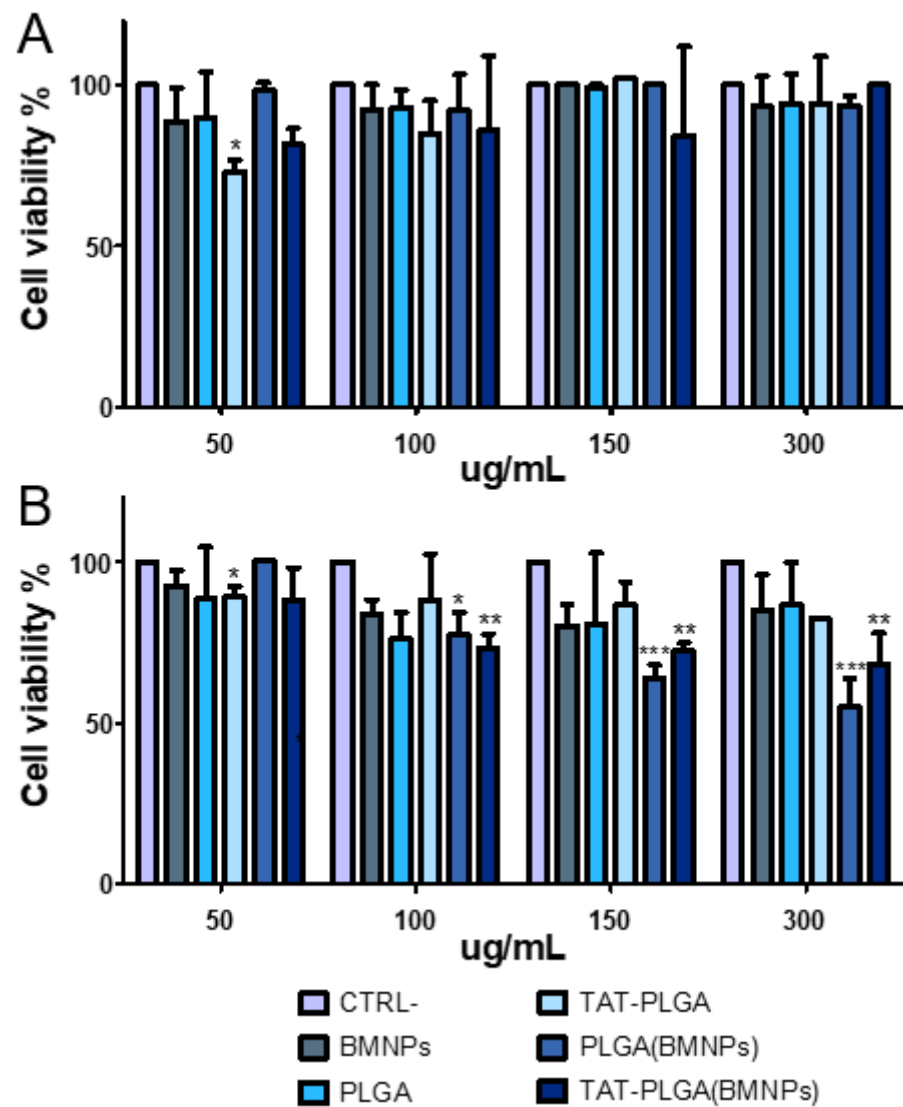 A
Cell viability %
100
50
0
*
50
100
150
300
ug/mL
B
Cell viability %
100
50
0
*
*
**
***
**
***
**
50
100
150
300
ug/mL
CTRL-
TAT-PLGA
BMNPs
PLGA(BMNPs)
PLGA
TAT-PLGA(BMNPs)